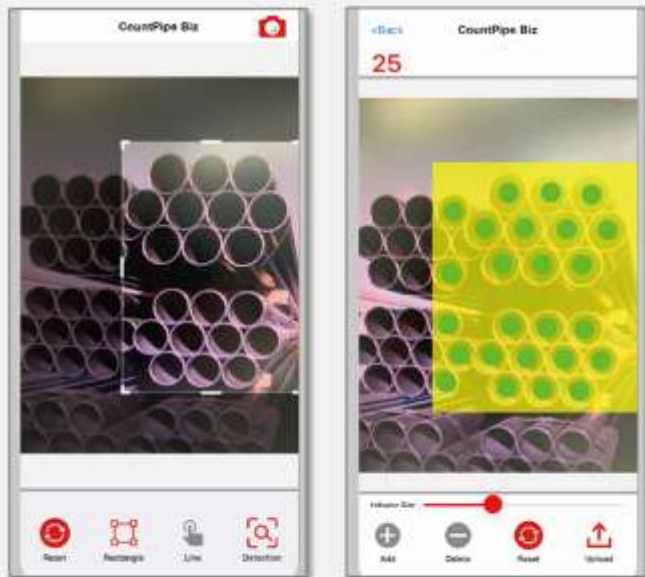 CountPipe Biz
Reset
Rectangle
Line
Detection
<Back
CountPipe Biz
25
Indicator Size
Add
Delete
Reset
Upload